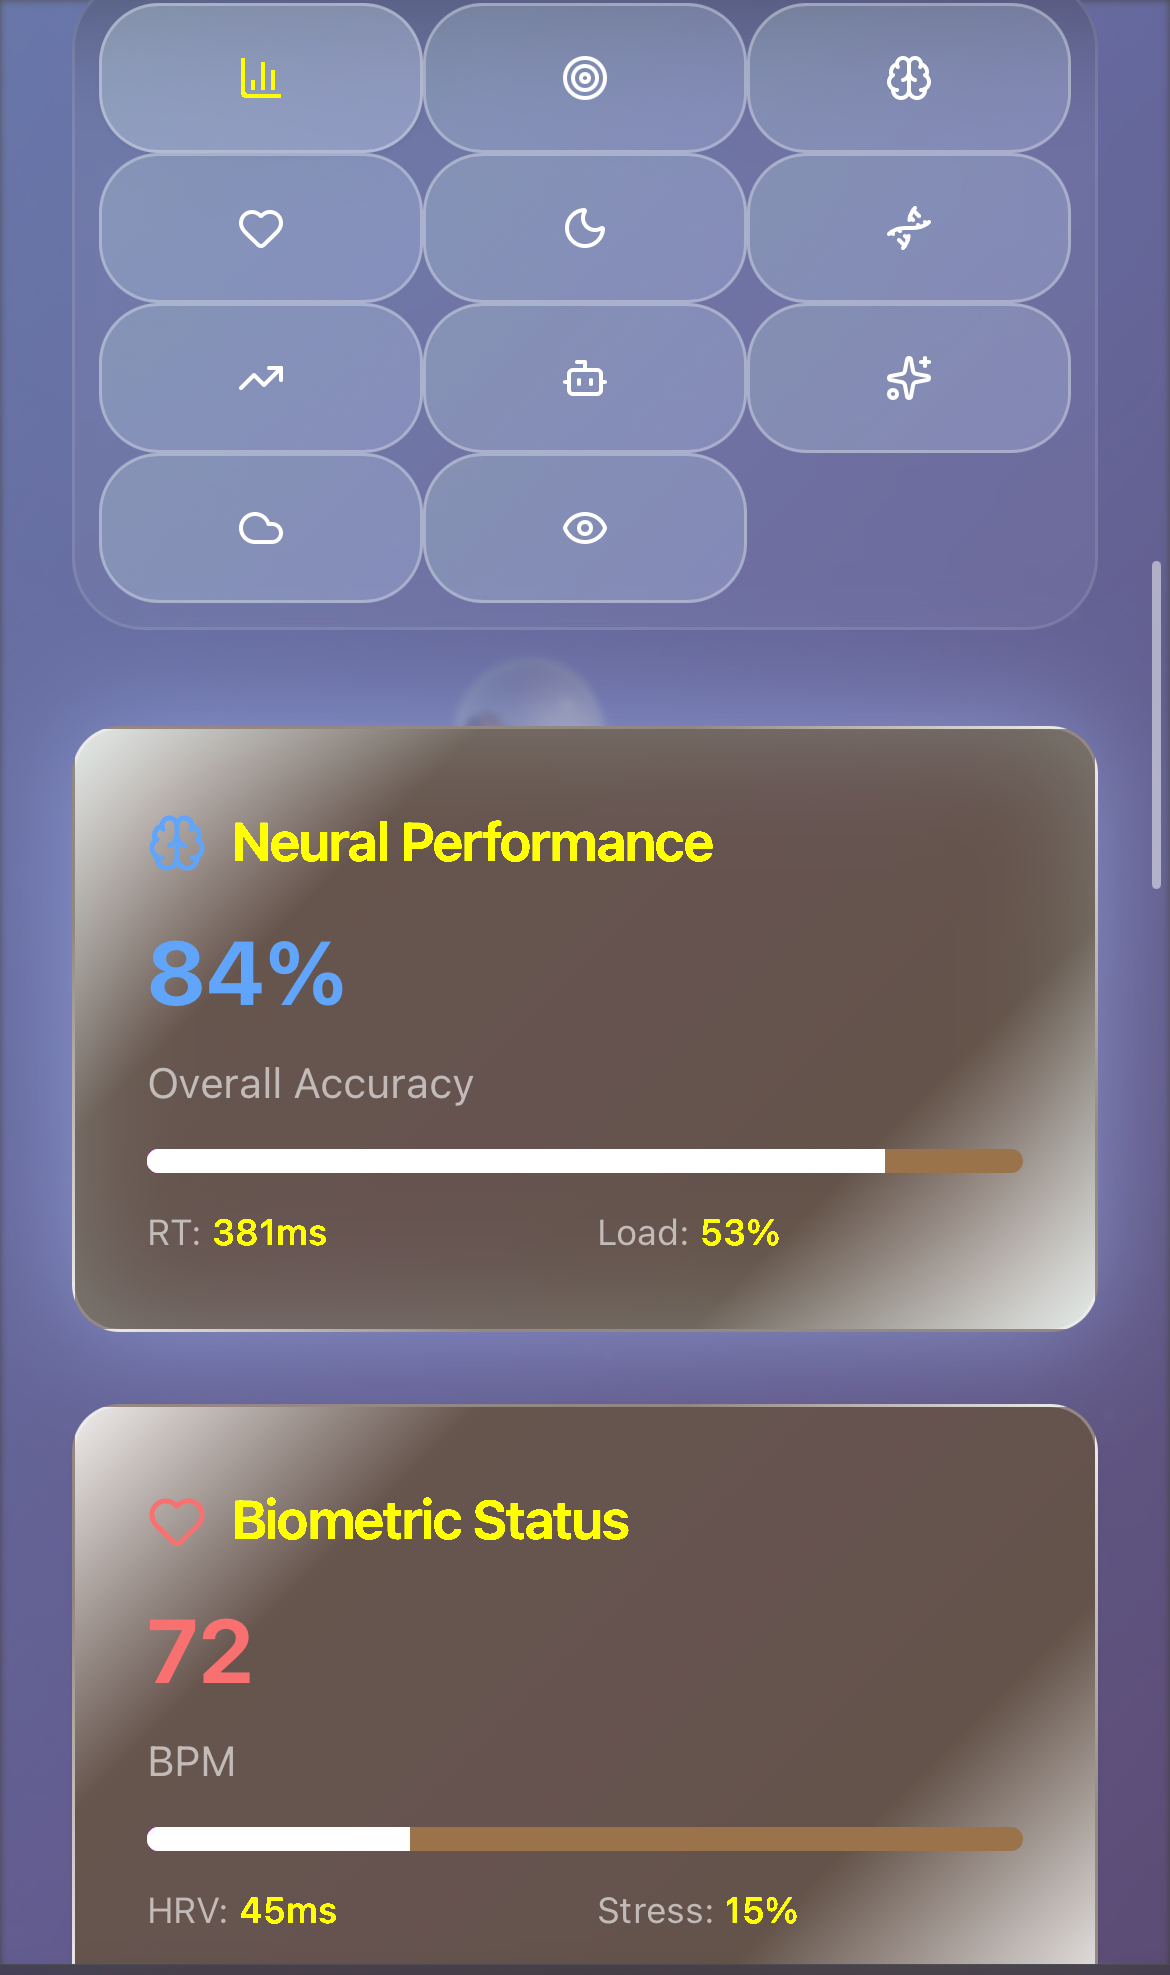 Neural Performance
84%
Overall Accuracy
RT: 381ms Load: 53%
Biometric Status
72
BPM
HRV: 45ms Stress: 15%